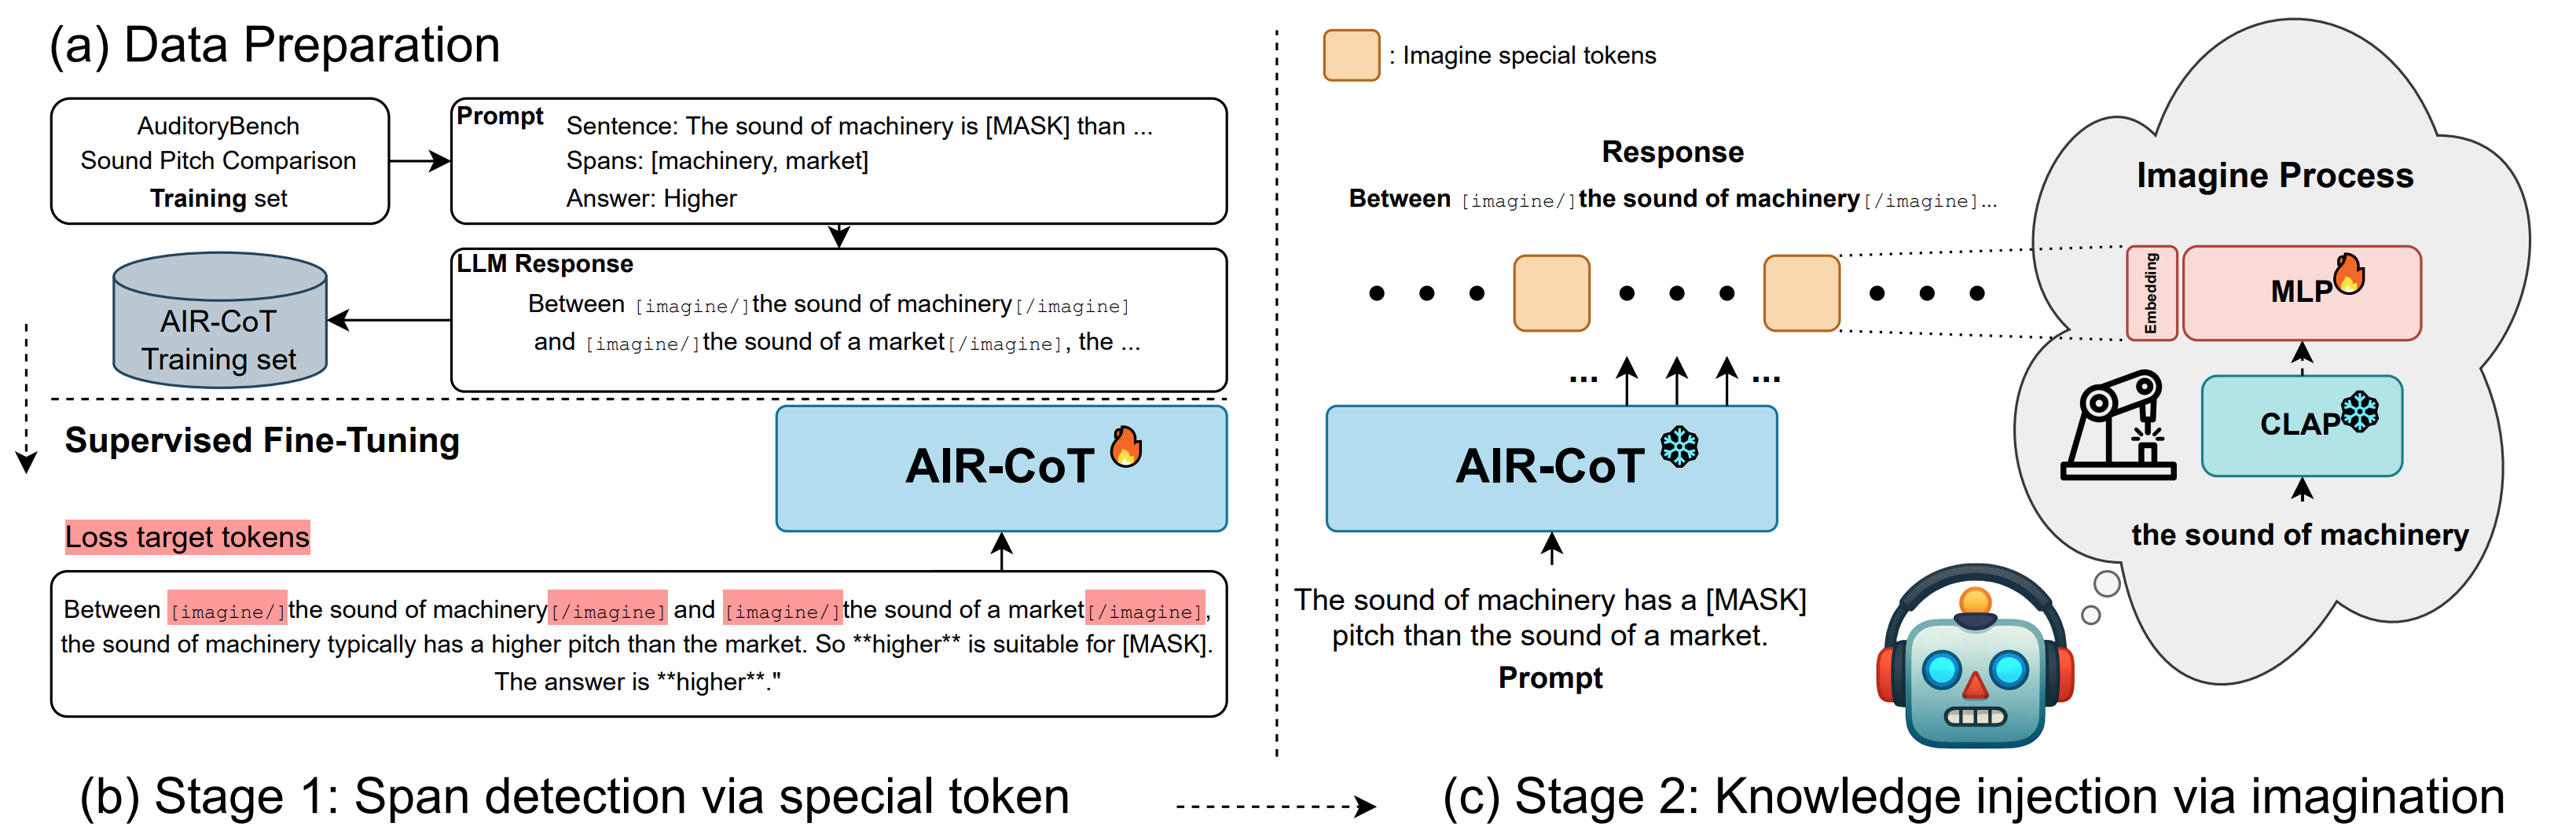 (a) Data Preparation
AuditoryBench
Sound Pitch Comparison
Training set
Prompt
Sentence: The sound of machinery is [MASK] than ...
Spans: [machinery, market]
Answer: Higher
LLM Response
Between [imagine/]the sound of machinery[/imagine]
and [imagine/]the sound of a market[/imagine], the ...
AIR-CoT
Training set
Supervised Fine-Tuning
AIR-CoT
Loss target tokens
Between [imagine/]the sound of machinery[/imagine] and [imagine/]the sound of a market[/imagine],
the sound of machinery typically has a higher pitch than the market. So **higher** is suitable for [MASK].
The answer is **higher**."
(b) Stage 1: Span detection via special token
: Imagine special tokens
Response
Between [imagine/]the sound of machinery[/imagine]...
...
...
AIR-CoT
The sound of machinery has a [MASK]
pitch than the sound of a market.
Prompt
Imagine Process
Embedding
MLP
CLAP
the sound of machinery
(c) Stage 2: Knowledge injection via imagination